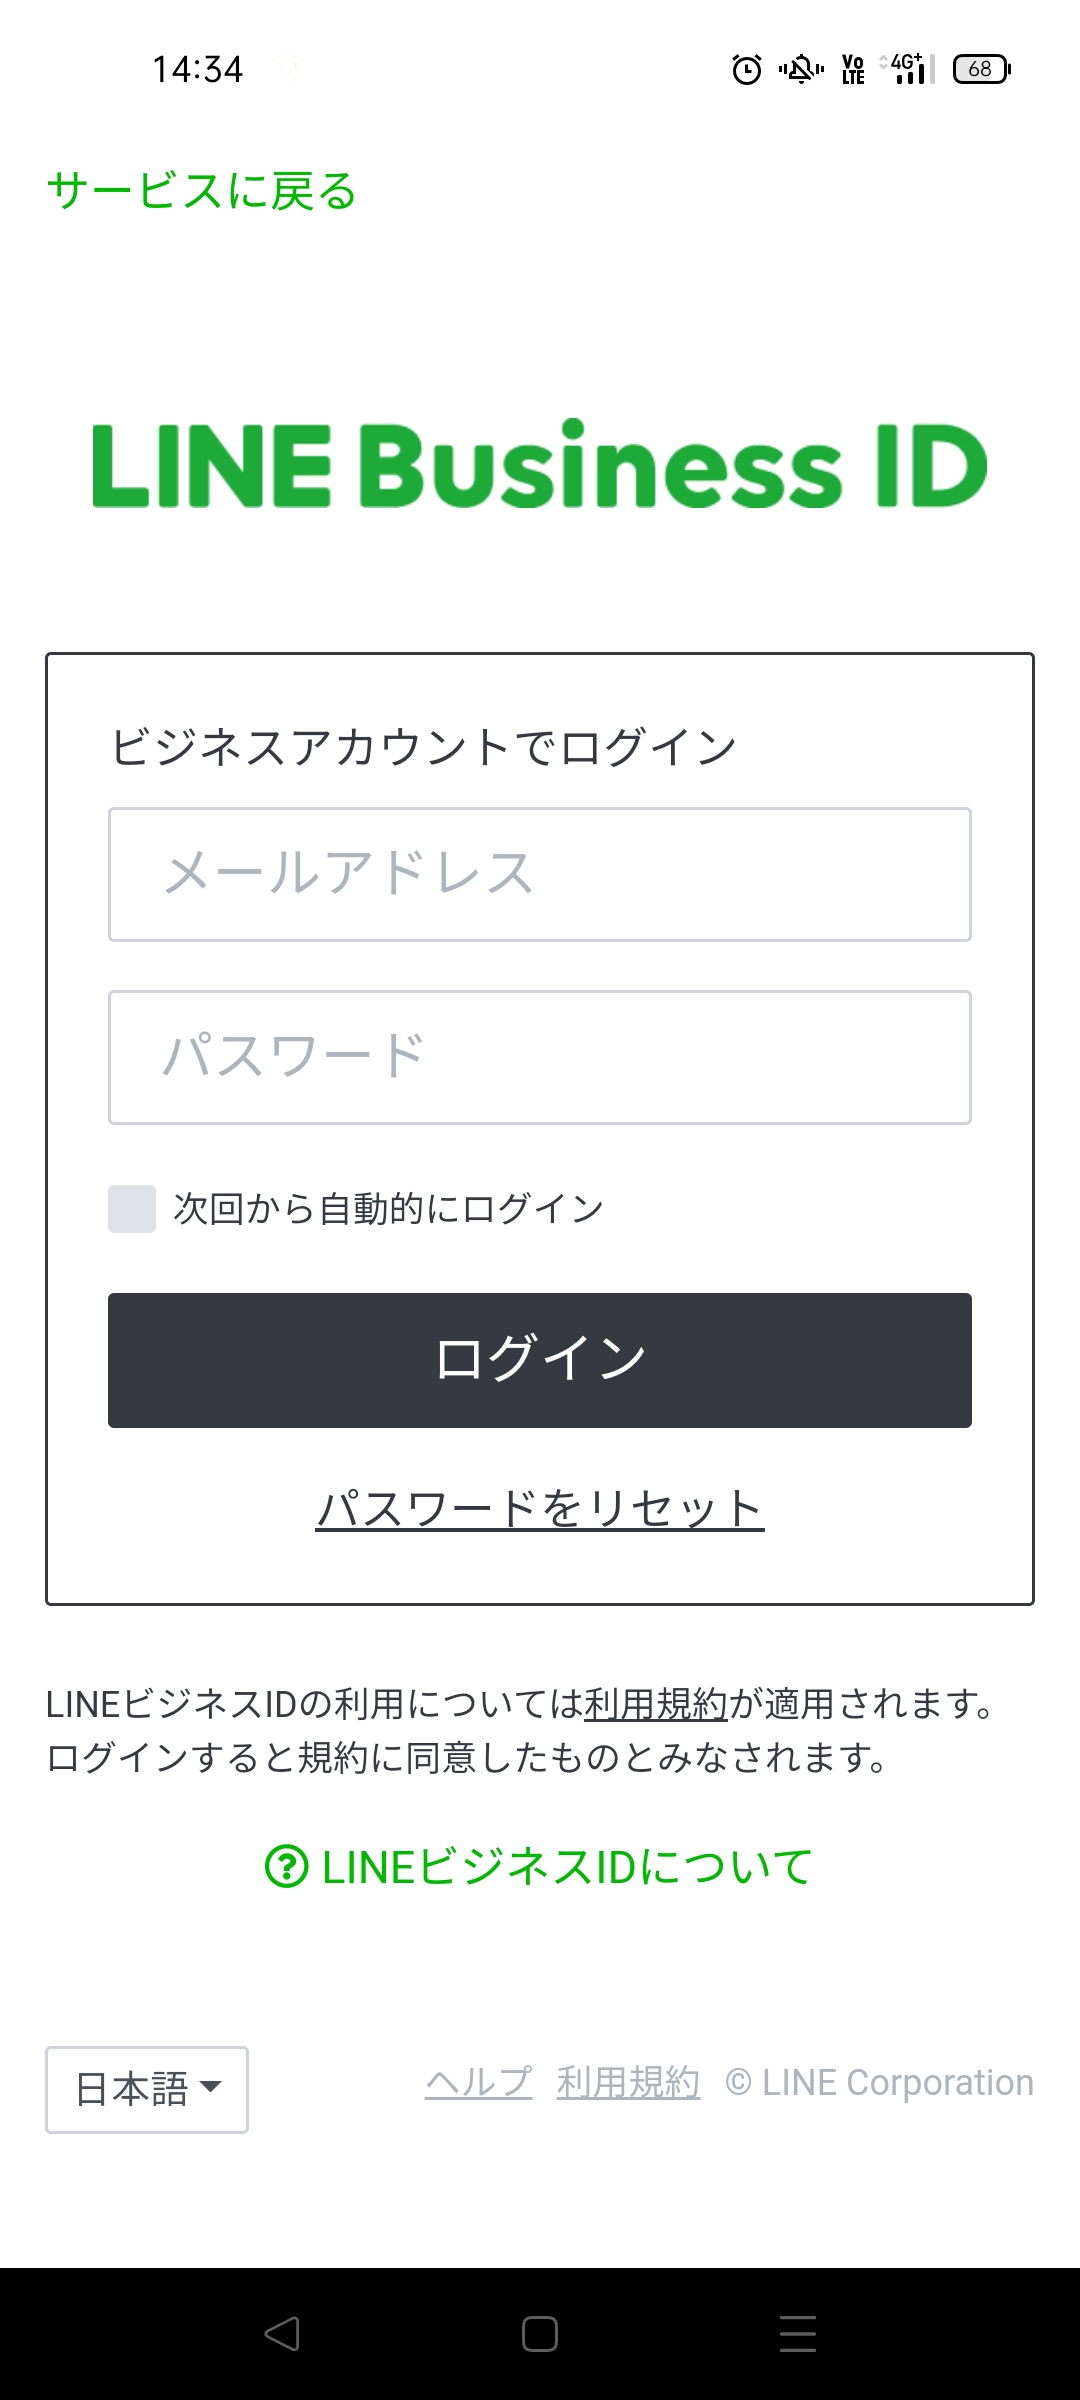 14:34
Vo LTE 4G+ 68
サービスに戻る
LINE Business ID
ビジネスアカウントでログイン
メールアドレス
パスワード
次回から自動的にログイン
ログイン
パスワードをリセット
LINEビジネスIDの利用については利用規約が適用されます。
ログインすると規約に同意したものとみなされます。
LINEビジネスIDについて
日本語 ヘルプ 利用規約 © LINE Corporation